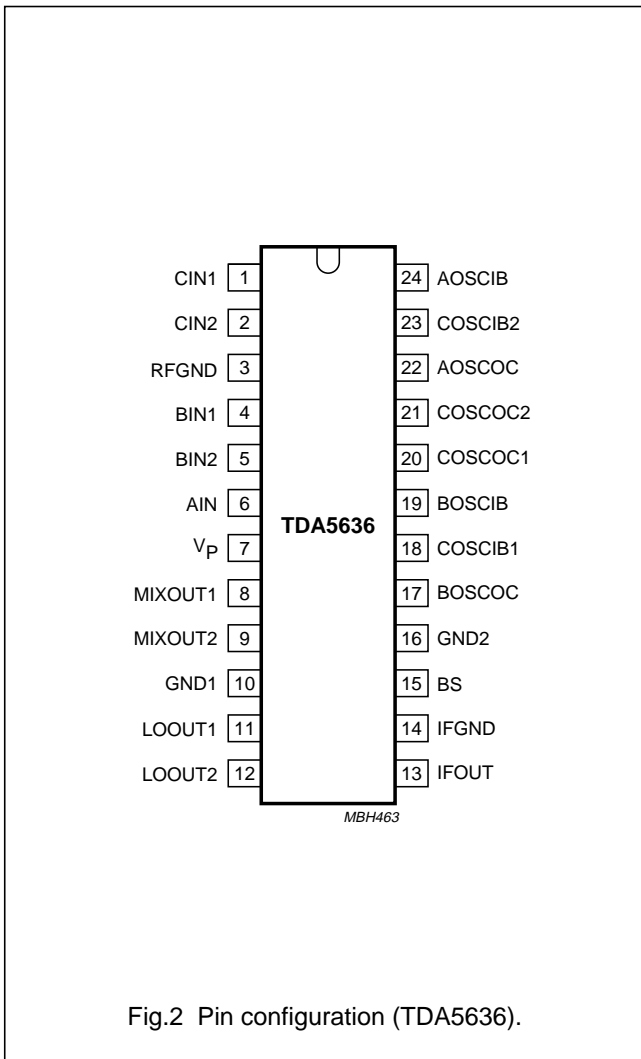 CIN1 1 24 AOSCIB
CIN2 2 23 COSCIB2
RFGND 3 22 AOSCOC
BIN1 4 21 COSCOC2
BIN2 5 20 COSCOC1
AIN 6 19 BOSCIB
TDA5636
VP 7 18 COSCIB1
MIXOUT1 8 17 BOSCOC
MIXOUT2 9 16 GND2
GND1 10 15 BS
LOOUT1 11 14 IFGND
LOOUT2 12 13 IFOUT
MBH463
Fig.2 Pin configuration (TDA5636).